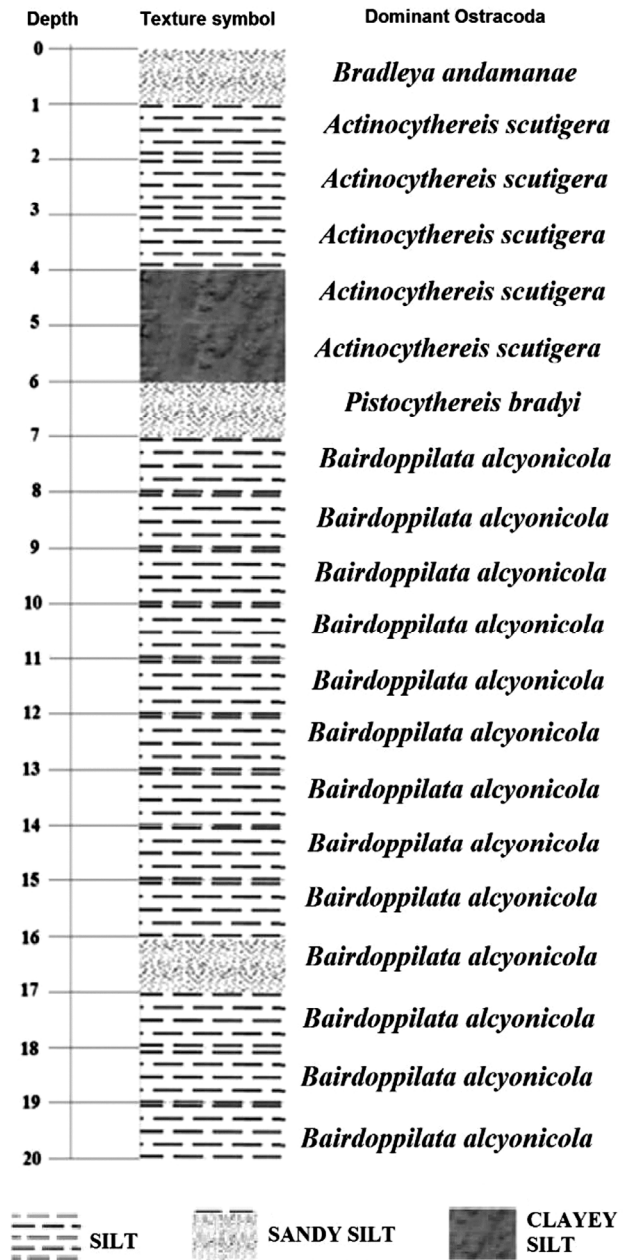 Depth Texture symbol Dominant Ostracoda
0
Bradleya andamanae
1
Actinocythereis scutigera
2
Actinocythereis scutigera
3
Actinocythereis scutigera
4
Actinocythereis scutigera
5
Actinocythereis scutigera
6
Pistocythereis bradyi
7
Bairdoppilata alcyonicola
8
Bairdoppilata alcyonicola
9
Bairdoppilata alcyonicola
10
Bairdoppilata alcyonicola
11
Bairdoppilata alcyonicola
12
Bairdoppilata alcyonicola
13
Bairdoppilata alcyonicola
14
Bairdoppilata alcyonicola
15
Bairdoppilata alcyonicola
16
Bairdoppilata alcyonicola
17
Bairdoppilata alcyonicola
18
Bairdoppilata alcyonicola
19
Bairdoppilata alcyonicola
20
SILT
SANDY SILT
CLAYEY
SILT